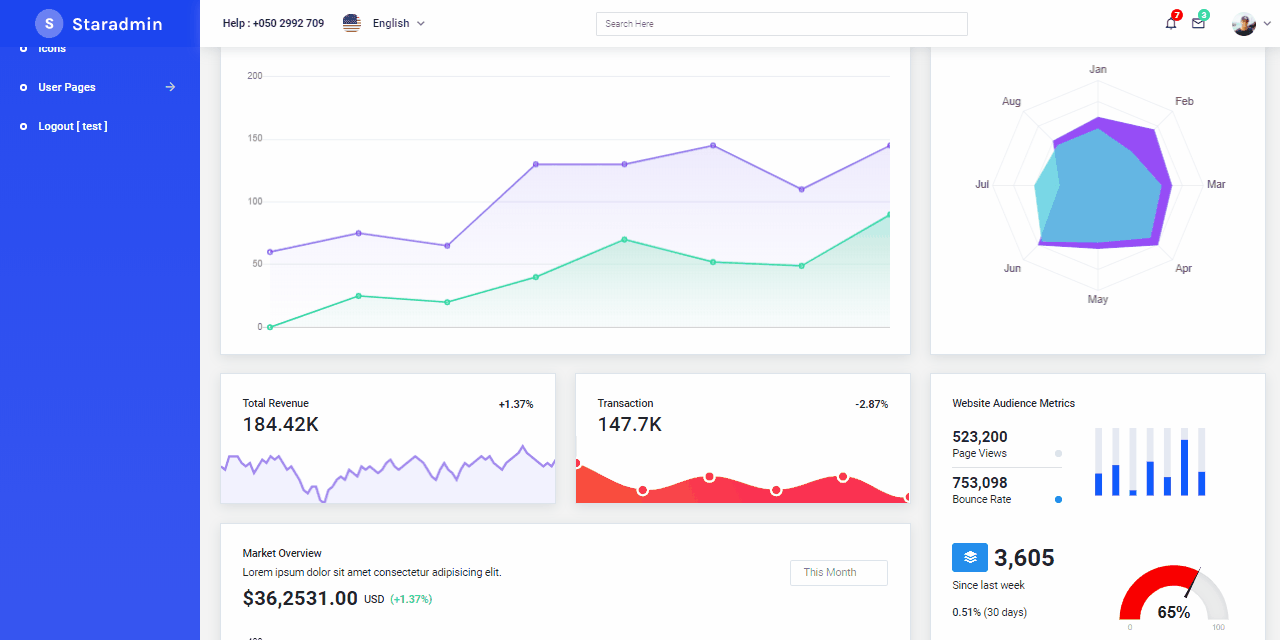 S Staradmin
Help : +050 2992 709
English
Search Here
7
3
Icons
User Pages
Logout [ test ]
200
150
100
50
0
Jan
Feb
Mar
Apr
May
Jun
Jul
Aug
Total Revenue
+1.37%
184.42K
Transaction
-2.87%
147.7K
Website Audience Metrics
523,200
Page Views
753,098
Bounce Rate
3,605
Since last week
0.51% (30 days)
65%
0
100
Market Overview
Lorem ipsum dolor sit amet consectetur adipisicing elit.
This Month
$36,2531.00 USD (+1.37%)